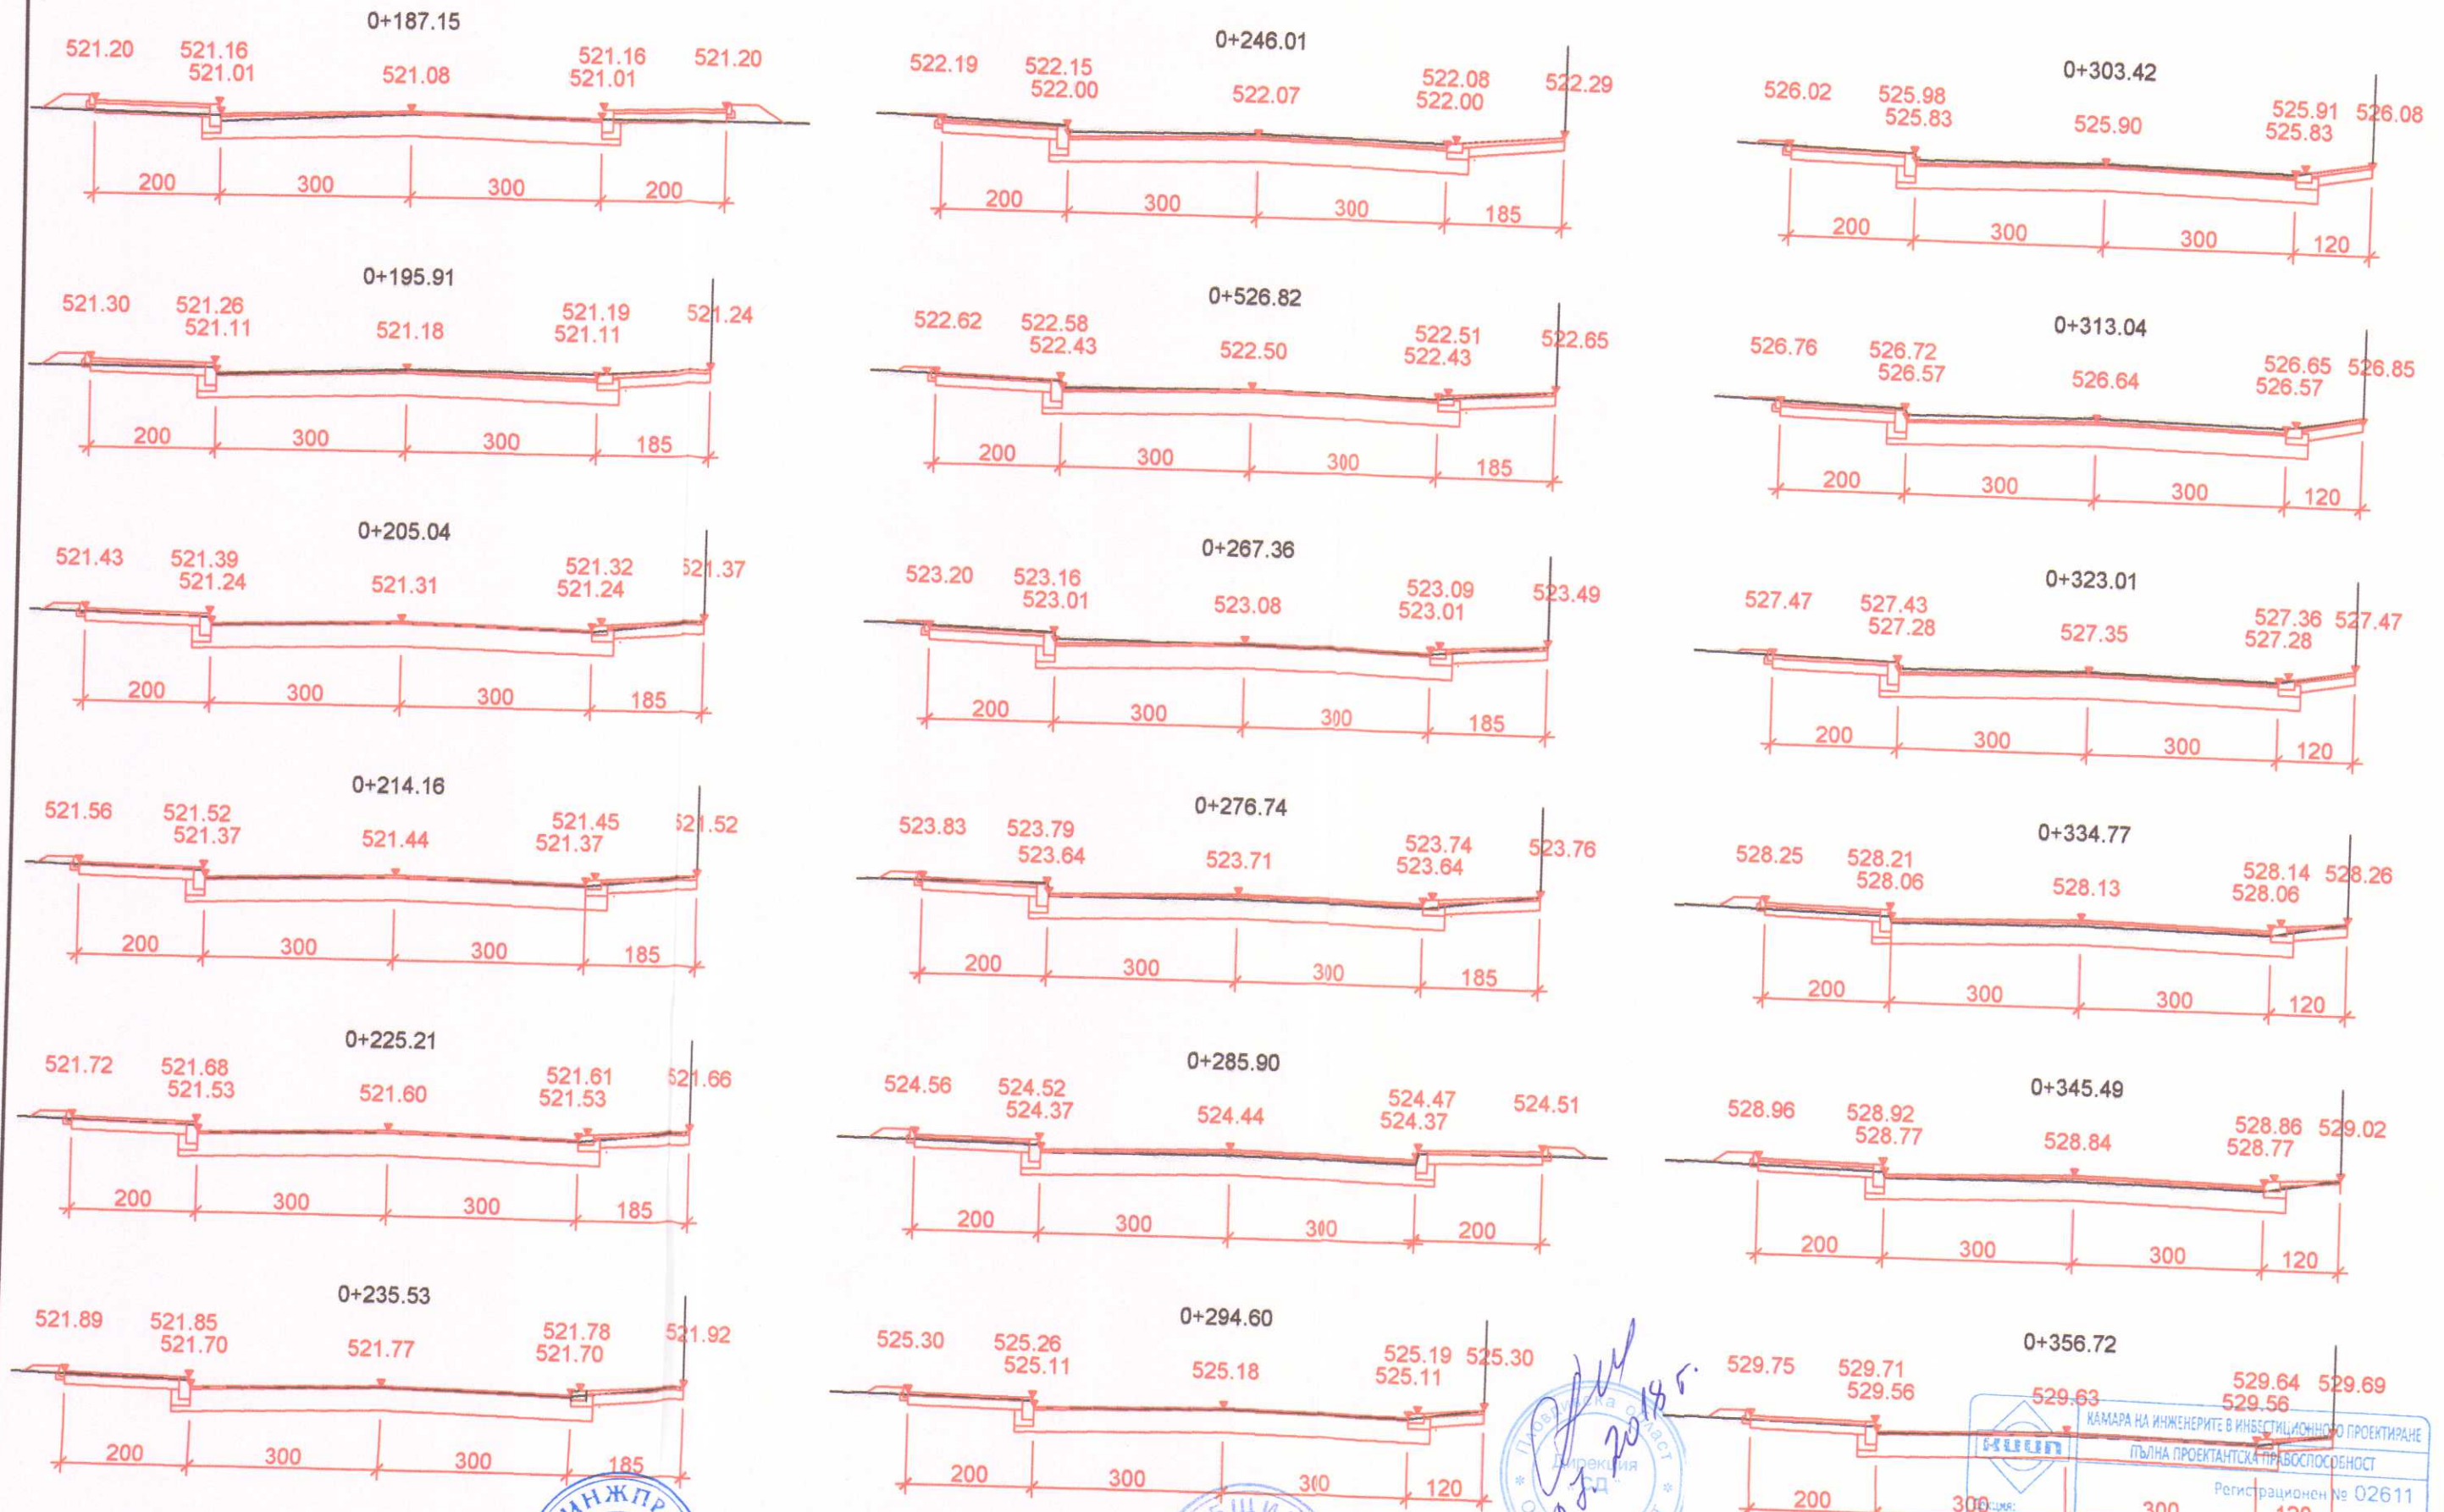 0+187.15
521.20 521.16 521.16 521.20
521.01 521.08 521.01
200 300 300 200
0+195.91
521.30 521.26 521.19 521.24
521.11 521.18 521.11
200 300 300 185
0+205.04
521.43 521.39 521.32 521.37
521.24 521.31 521.24
200 300 300 185
0+214.16
521.56 521.52 521.45 521.52
521.37 521.44 521.37
200 300 300 185
0+225.21
521.72 521.68 521.61 521.66
521.53 521.60 521.53
200 300 300 185
0+235.53
521.89 521.85 521.78 521.92
521.70 521.77 521.70
200 300 300 185
0+246.01
522.19 522.15 522.08 522.29
522.00 522.07 522.00
200 300 300 185
0+526.82
522.62 522.58 522.51 522.65
522.43 522.50 522.43
200 300 300 185
0+267.36
523.20 523.16 523.09 523.49
523.01 523.08 523.01
200 300 300 185
0+276.74
523.83 523.79 523.74 523.76
523.64 523.71 523.64
200 300 300 185
0+285.90
524.56 524.52 524.47 524.51
524.37 524.44 524.37
200 300 300 200
0+294.60
525.30 525.26 525.19 525.30
525.11 525.18 525.11
200 300 300 120
0+303.42
526.02 525.98 525.91 526.08
525.83 525.90 525.83
200 300 300 120
0+313.04
526.76 526.72 526.65 526.85
526.57 526.64 526.57
200 300 300 120
0+323.01
527.47 527.43 527.36 527.47
527.28 527.35 527.28
200 300 300 120
0+334.77
528.25 528.21 528.14 528.26
528.06 528.13 528.06
200 300 300 120
0+345.49
528.96 528.92 528.86 529.02
528.77 528.84 528.77
200 300 300 120
0+356.72
529.75 529.71 529.64 529.69
529.56 529.63 529.56
200 300 300 120
Дирекция
2018 г.
КИИП
КАМАРА НА ИНЖЕНЕРИТЕ В ИНВЕСТИЦИОННОТО ПРОЕКТИРАНЕ
ПЪЛНА ПРОЕКТАНТСКА ПРАВОСПОСОБНОСТ
Регистрационен № 02611